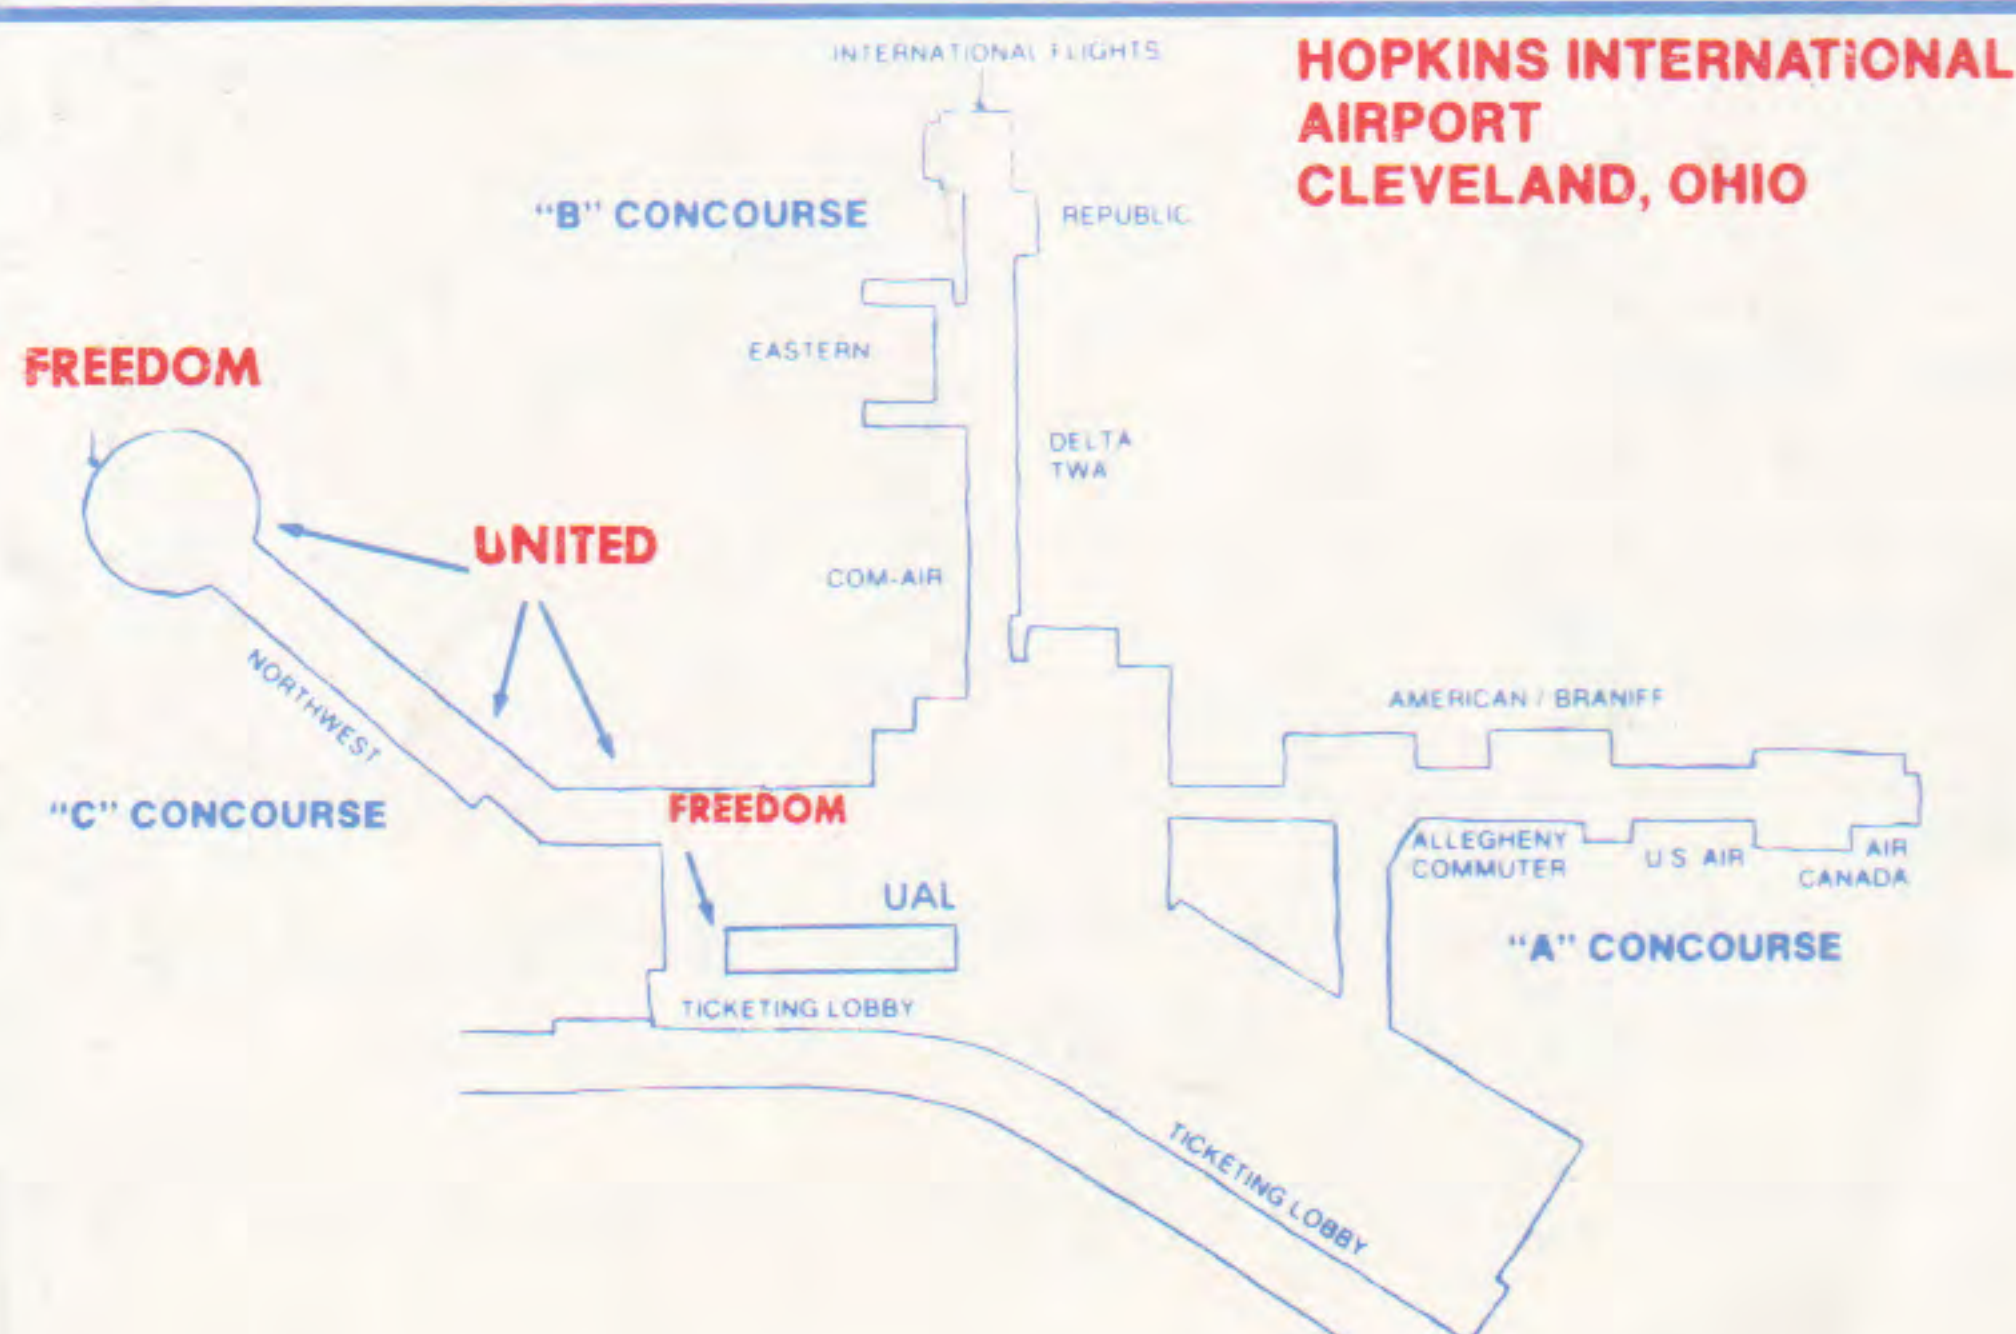 INTERNATIONAL FLIGHTS
HOPKINS INTERNATIONAL
AIRPORT
CLEVELAND, OHIO
"B" CONCOURSE
REPUBLIC
EASTERN
FREEDOM
DELTA
TWA
UNITED
COM-AIR
NORTHWEST
AMERICAN / BRANIFF
"C" CONCOURSE
FREEDOM
ALLEGHENY
COMMUTER
U S AIR
AIR
CANADA
UAL
"A" CONCOURSE
TICKETING LOBBY
TICKETING LOBBY